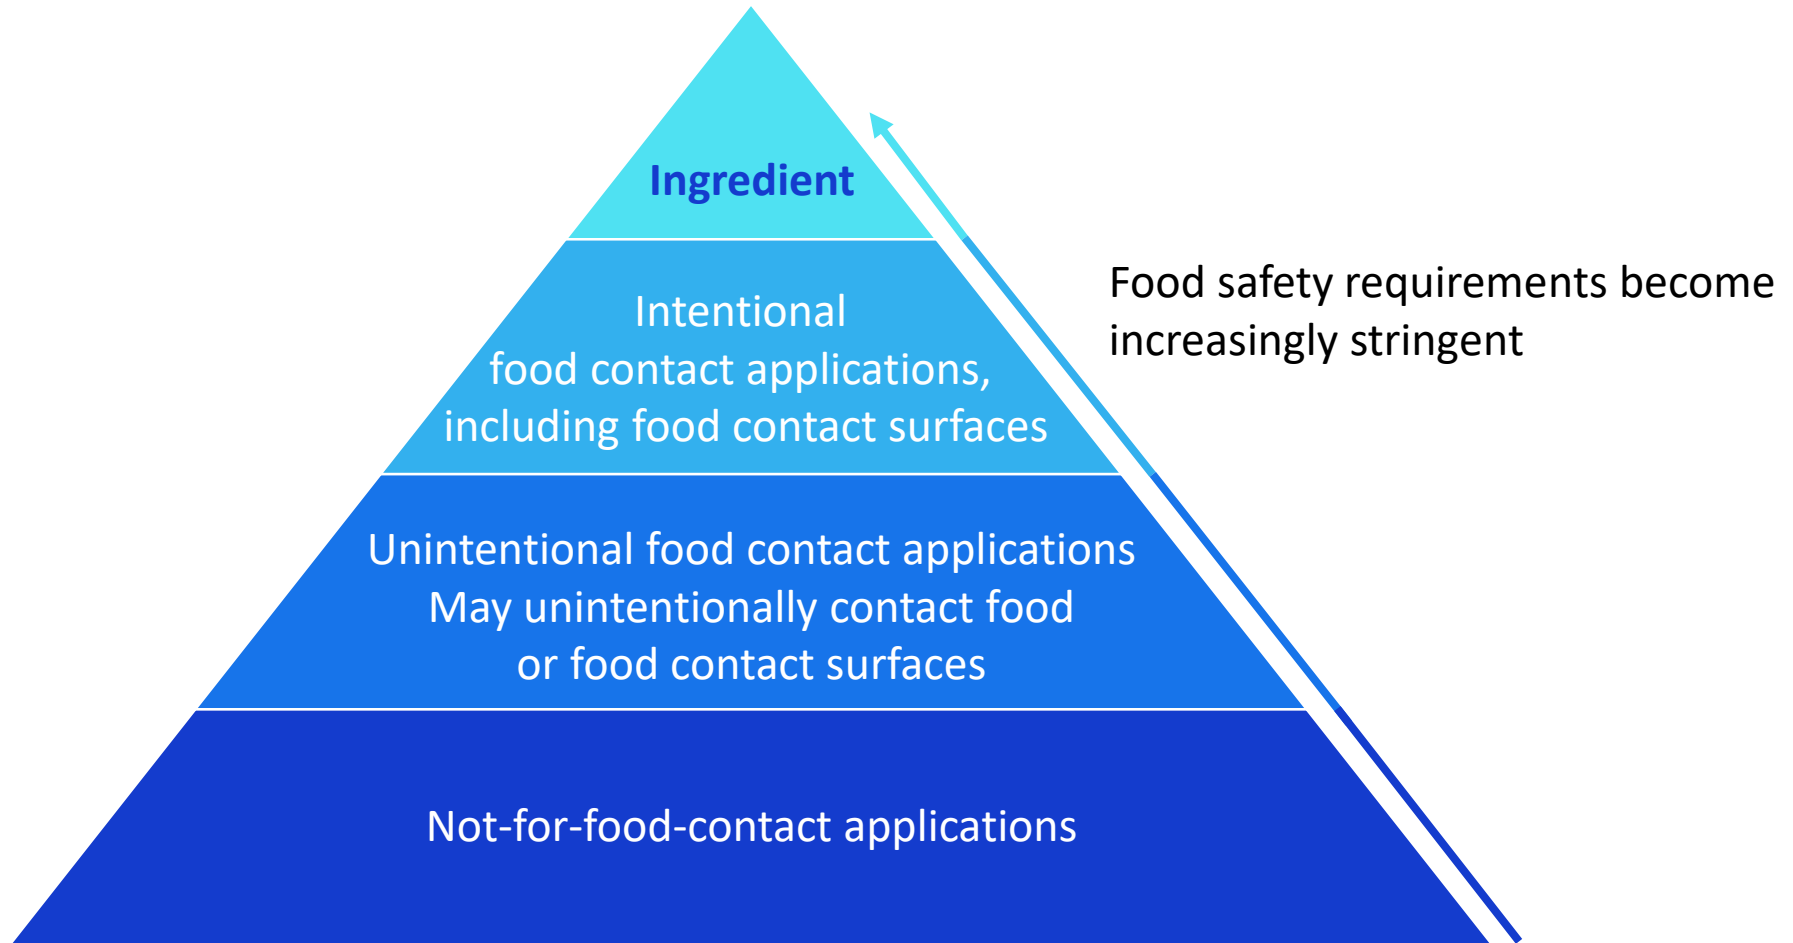 Ingredient
Intentional
food contact applications,
including food contact surfaces
Food safety requirements become
increasingly stringent
Unintentional food contact applications
May unintentionally contact food
or food contact surfaces
Not-for-food-contact applications